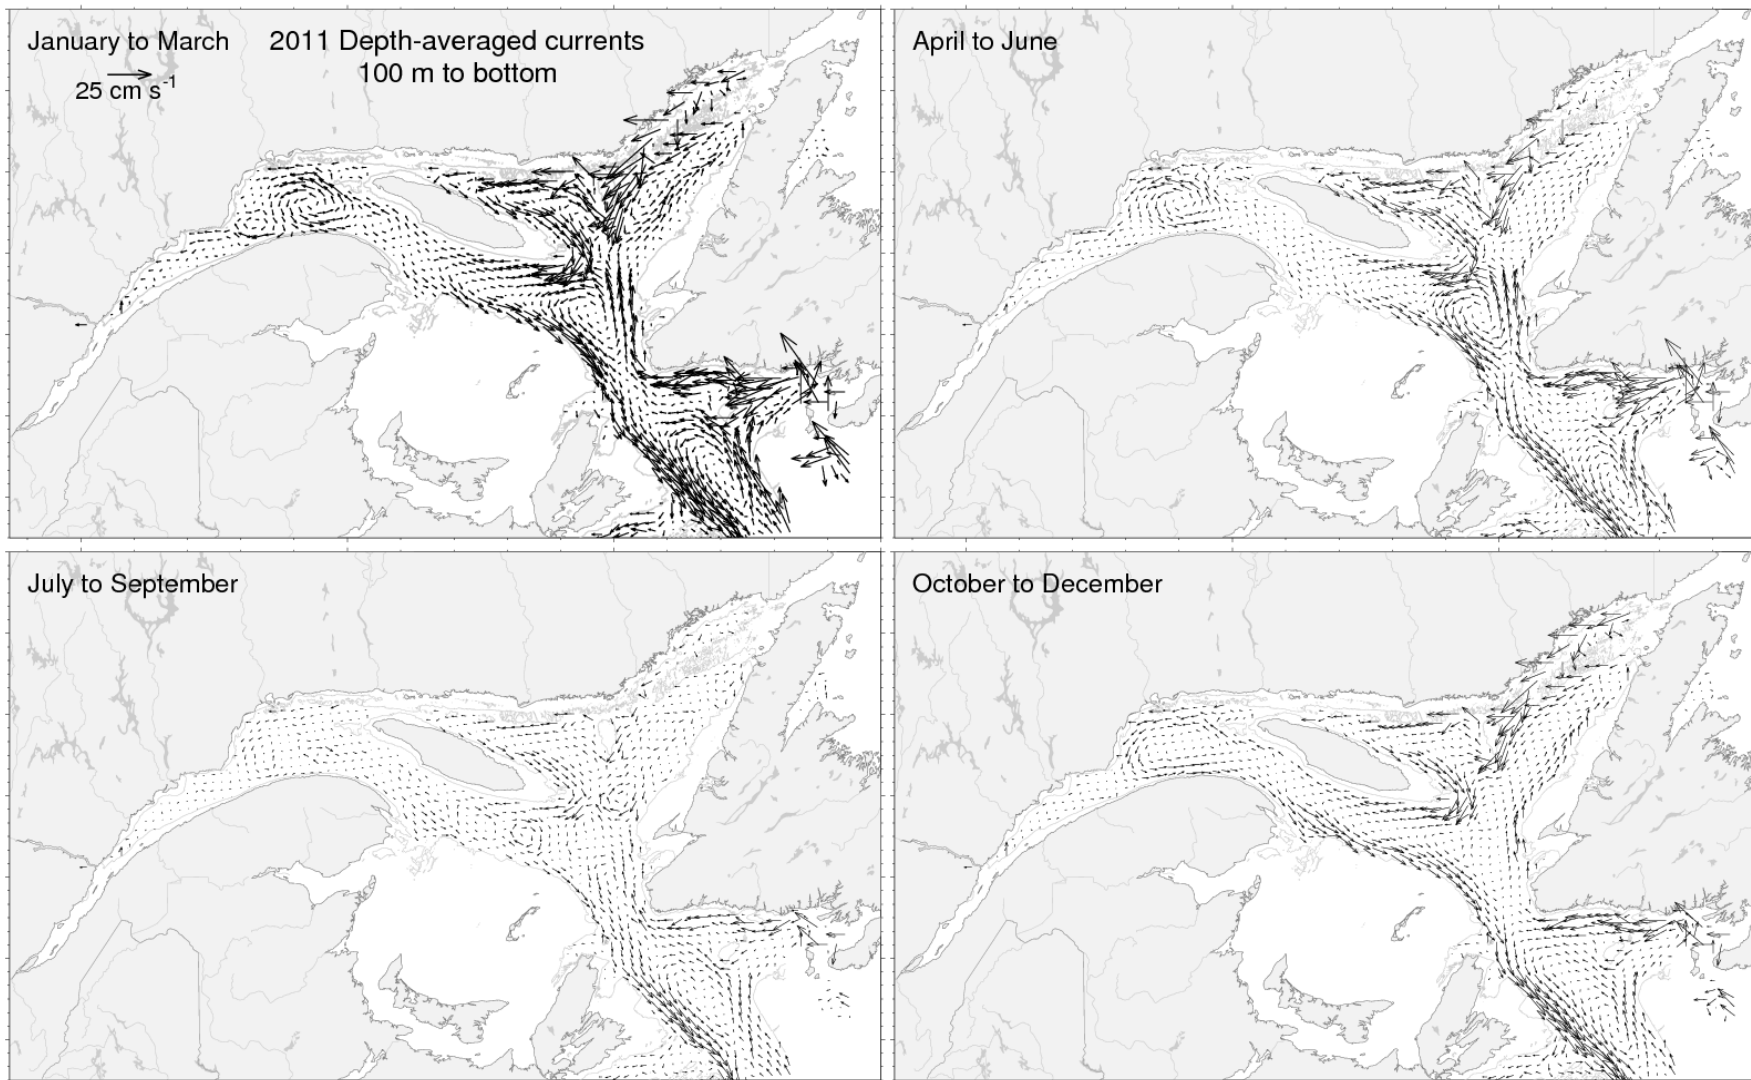 January to March
2011 Depth-averaged currents
100 m to bottom
25 cm s⁻¹
April to June
July to September
October to December